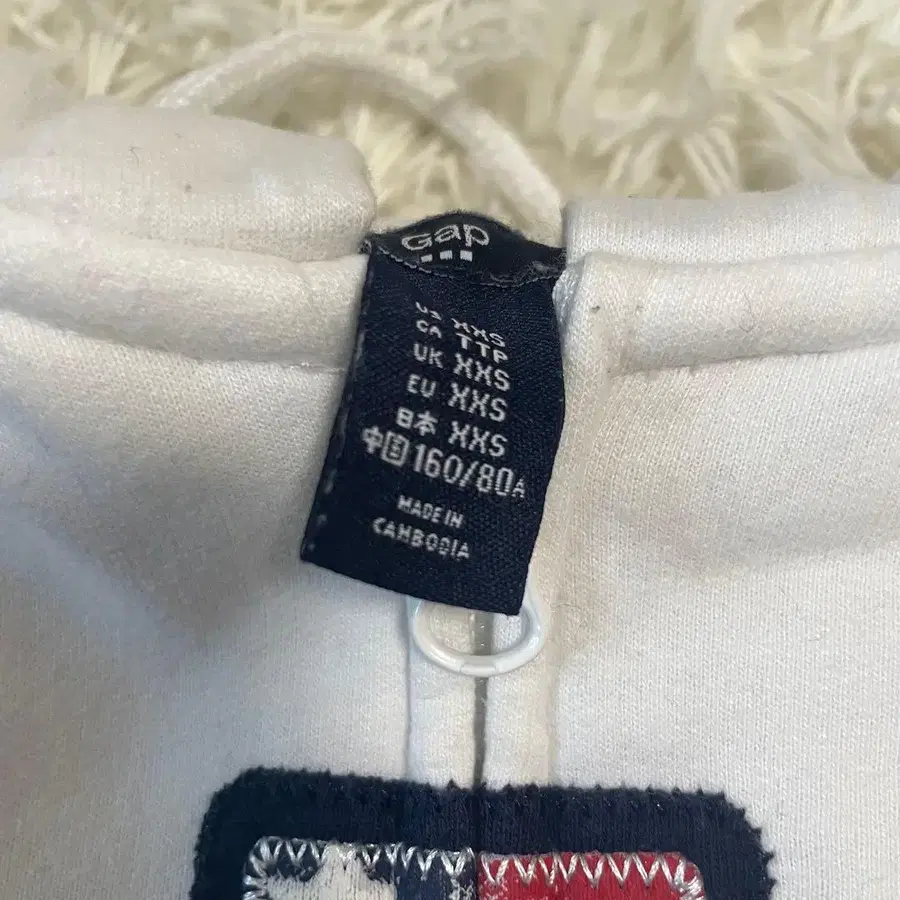 Gap
US XXS
CA TTP
UK XXS
EU XXS
日本 XXS
中国 160/80A
MADE IN
CAMBODIA